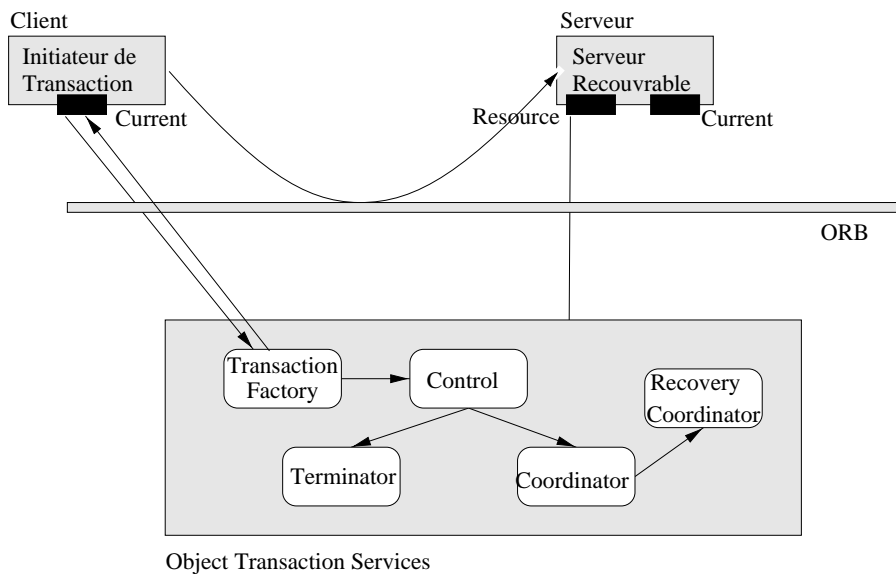 Client
Serveur
Initiateur de
Transaction
Serveur
Recouvrable
Current
Resource
Current
ORB
Transaction
Factory
Control
Recovery
Coordinator
Terminator
Coordinator
Object Transaction Services